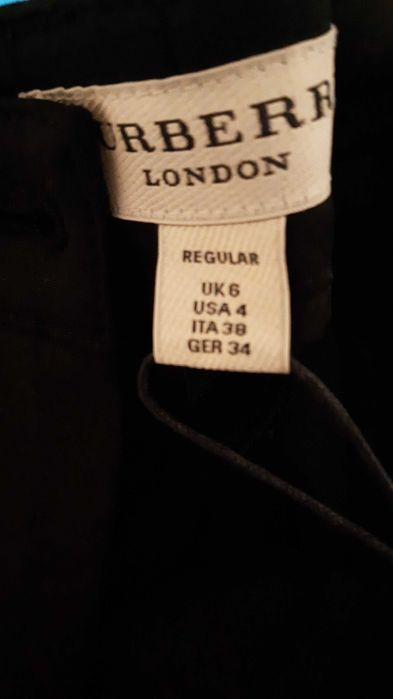 URBERR
LONDON
REGULAR
UK 6
USA 4
ITA 38
GER 34